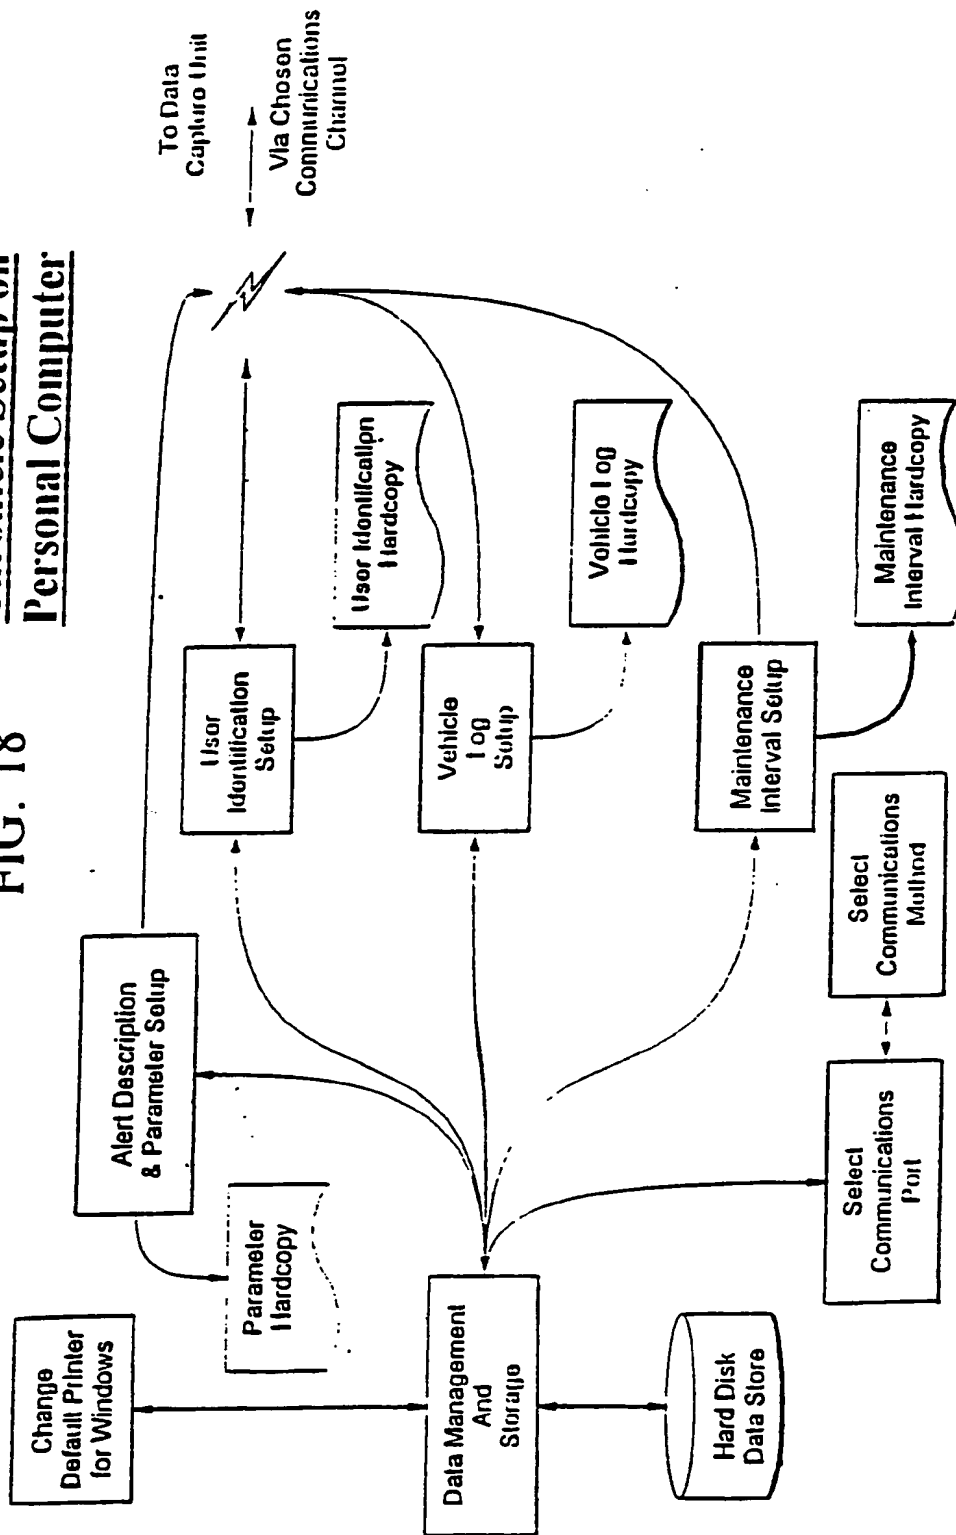 FIG. 18
Setup on
Personal Computer
Change
Default Printer
for Windows
Alert Description
& Parameter Setup
Parameter
Hardcopy
Data Management
And
Storage
Hard Disk
Data Store
User
Identification
Setup
User Identification
Hardcopy
Vehicle
Log
Setup
Vehicle Log
Hardcopy
Maintenance
Interval Setup
Maintenance
Interval Hardcopy
Select
Communications
Port
Select
Communications
Method
To Data
Capture Unit
Via Chosen
Communications
Channel